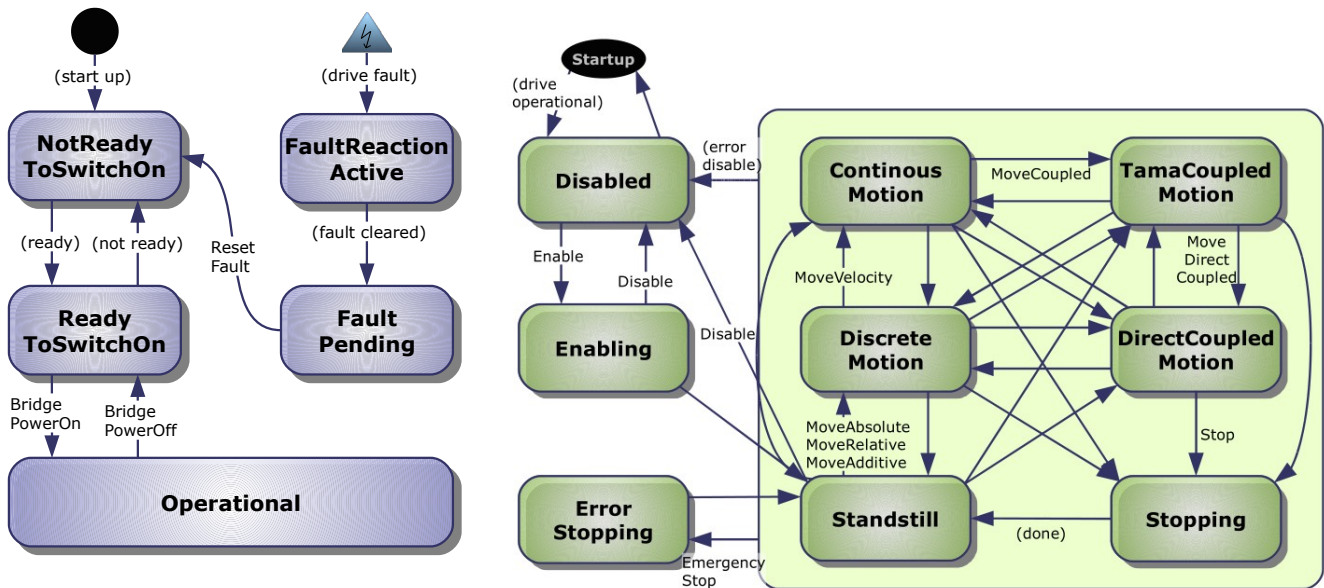 (start up)
NotReady
ToSwitchOn
(ready)
(not ready)
Ready
ToSwitchOn
Bridge
PowerOn
Bridge
PowerOff
Operational
(drive fault)
FaultReaction
Active
(fault cleared)
Reset
Fault
Fault
Pending
Startup
(drive
operational)
Disabled
(error
disable)
Enable
Disable
Enabling
Disable
Error
Stopping
Emergency
Stop
Continous
Motion
MoveCoupled
TamaCoupled
Motion
MoveVelocity
Move
Direct
Coupled
Discrete
Motion
DirectCoupled
Motion
MoveAbsolute
MoveRelative
MoveAdditive
Stop
Standstill
(done)
Stopping